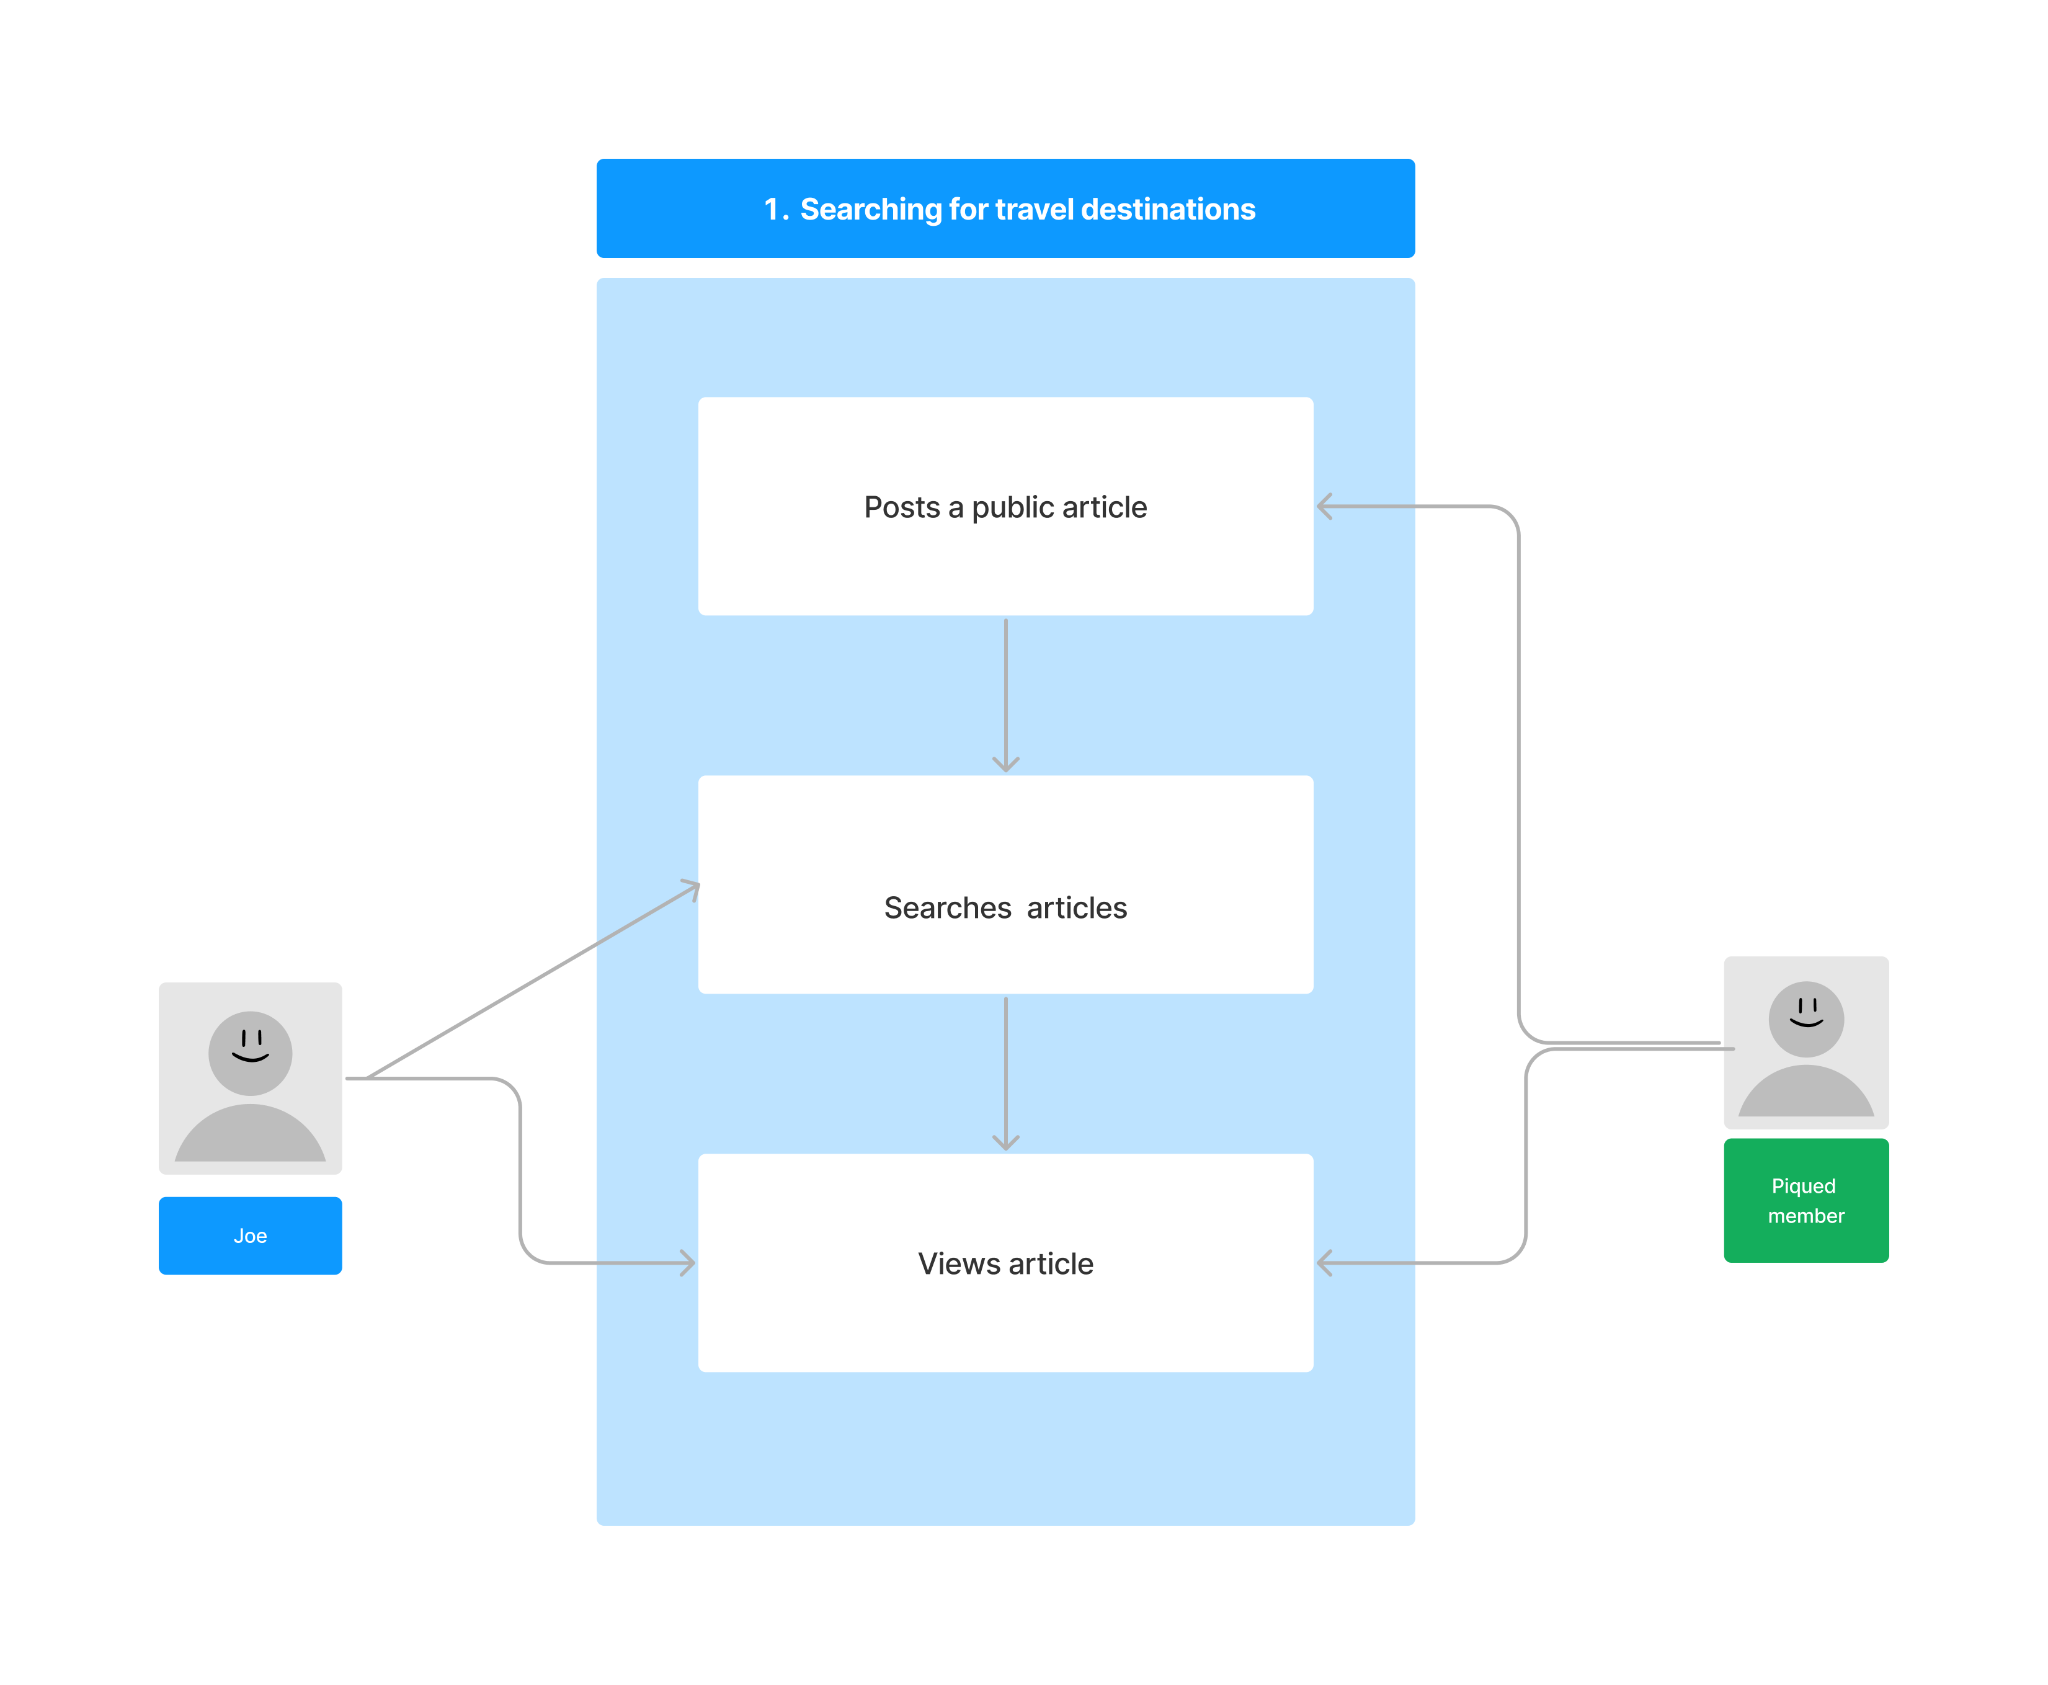 1. Searching for travel destinations
Posts a public article
Searches  articles
Views article
Joe
Piqued
member